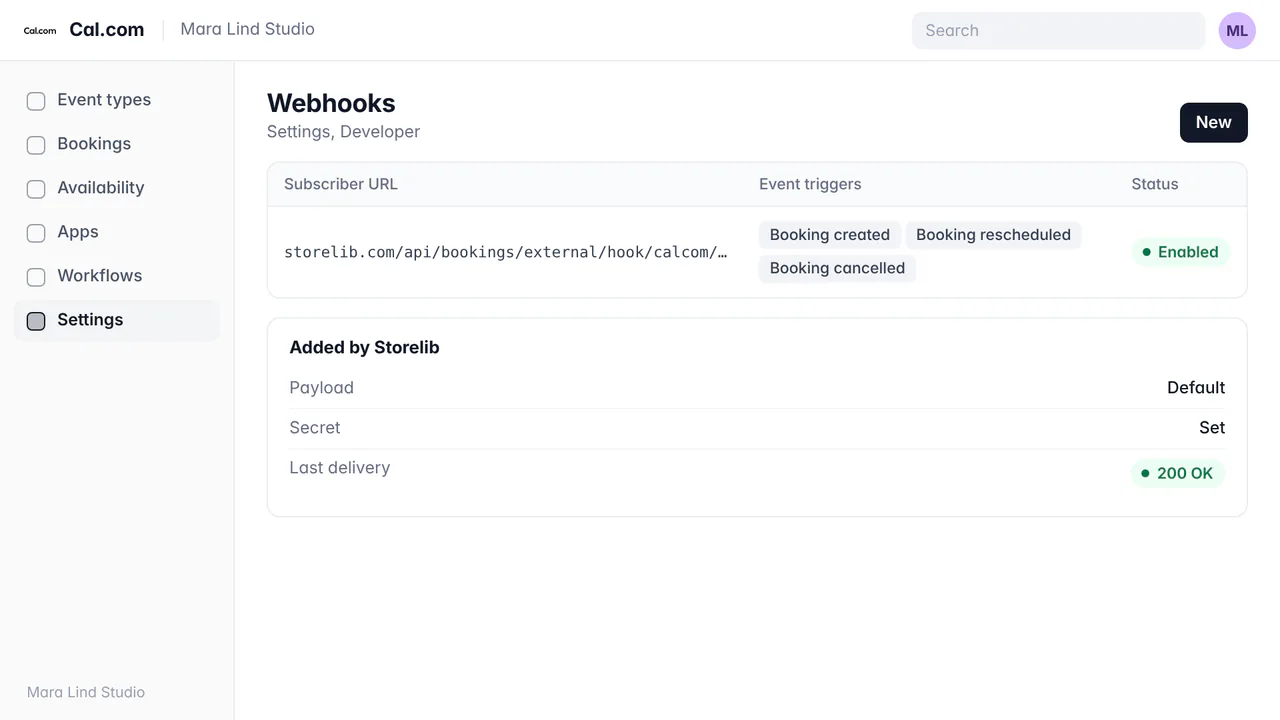 Cal.com Cal.com Mara Lind Studio Search ML
Event types
Bookings
Availability
Apps
Workflows
Settings
Mara Lind Studio
Webhooks
Settings, Developer
New
Subscriber URL Event triggers Status
storelib.com/api/bookings/external/hook/calcom/…
Booking created Booking rescheduled
Booking cancelled
Enabled
Added by Storelib
Payload Default
Secret Set
Last delivery 200 OK